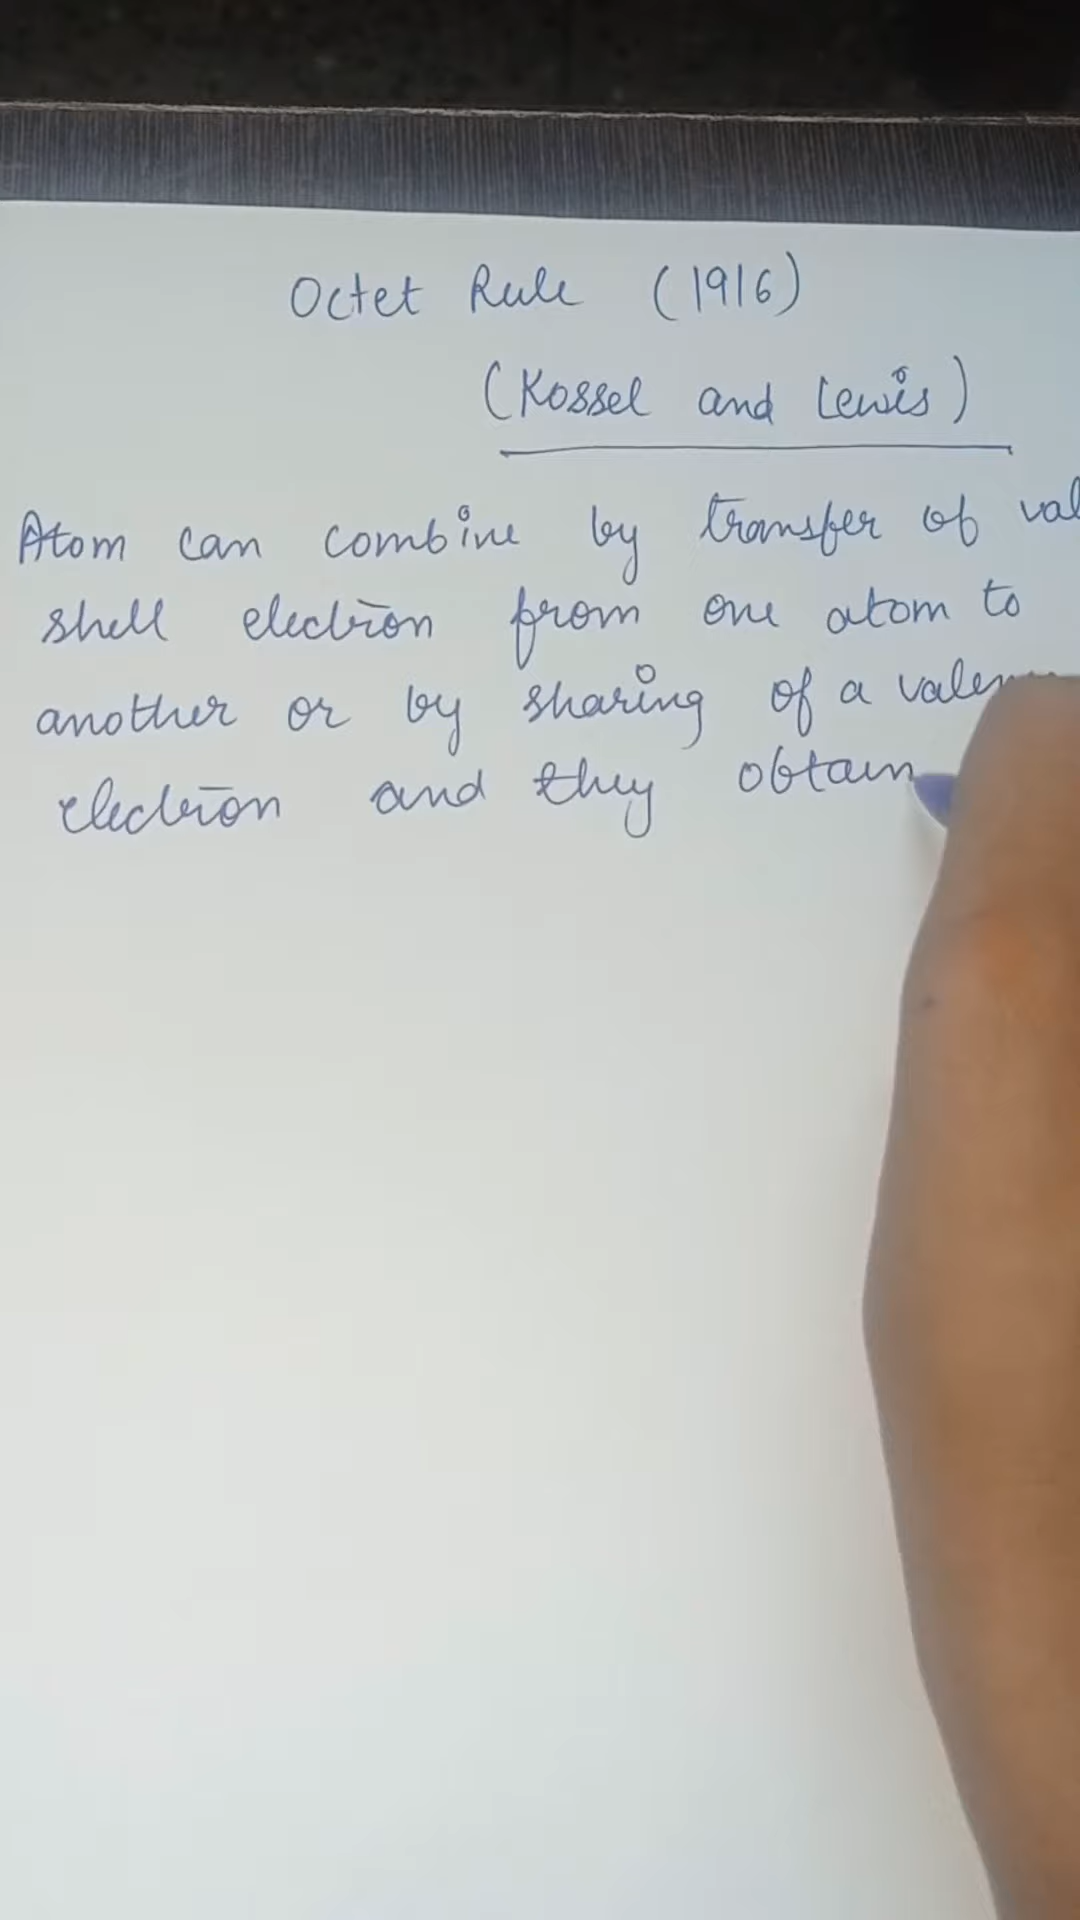 Octet Rule (1916)
(Kossel and Lewis)
Atom can combine by transfer of
shell electron from one atom to
another or by sharing of a
electron and they obtain